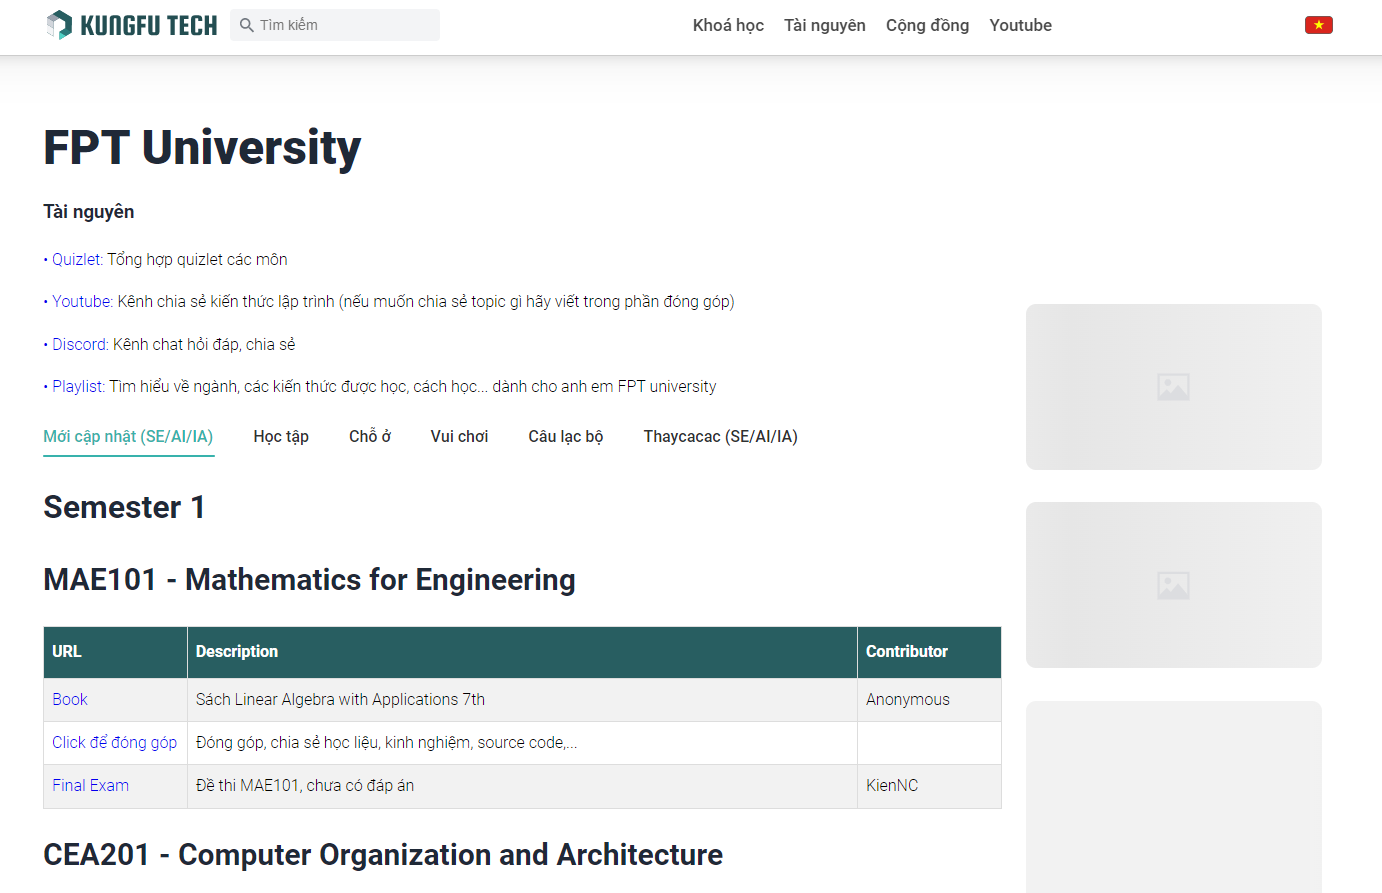 KUNGFU TECH
Tìm kiếm
Khoá học
Tài nguyên
Cộng đồng
Youtube
FPT University
Tài nguyên
• Quizlet: Tổng hợp quizlet các môn
• Youtube: Kênh chia sẻ kiến thức lập trình (nếu muốn chia sẻ topic gì hãy viết trong phần đóng góp)
• Discord: Kênh chat hỏi đáp, chia sẻ
• Playlist: Tìm hiểu về ngành, các kiến thức được học, cách học... dành cho anh em FPT university
Mới cập nhật (SE/AI/IA)
Học tập
Chỗ ở
Vui chơi
Câu lạc bộ
Thaycacac (SE/AI/IA)
Semester 1
MAE101 - Mathematics for Engineering
URL Description Contributor
Book Sách Linear Algebra with Applications 7th Anonymous
Click để đóng góp Đóng góp, chia sẻ học liệu, kinh nghiệm, source code,...
Final Exam Đề thi MAE101, chưa có đáp án KienNC
CEA201 - Computer Organization and Architecture